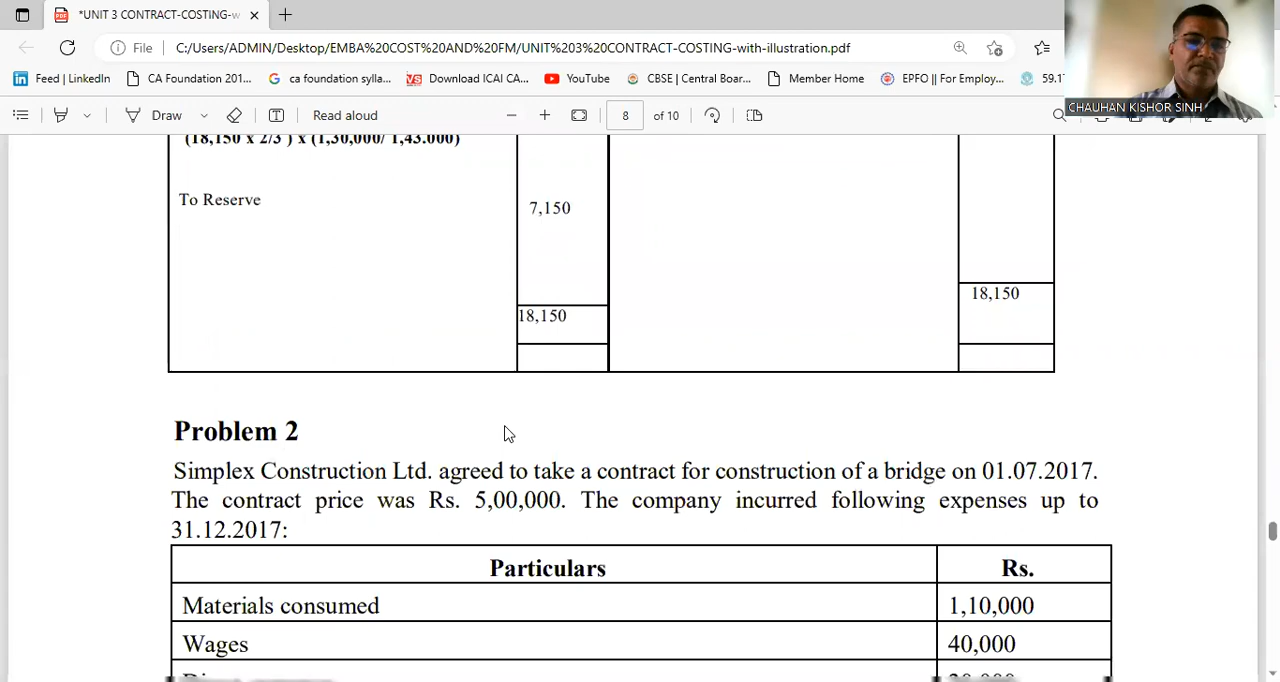 *UNIT 3 CONTRACT-COSTING-w
File
C:/Users/ADMIN/Desktop/EMBA%20COST%20AND%20FM/UNIT%203%20CONTRACT-COSTING-with-illustration.pdf
Feed | LinkedIn
CA Foundation 201...
ca foundation sylla...
Download ICAI CA...
YouTube
CBSE | Central Boar...
Member Home
EPFO || For Employ...
59.1
CHAUHAN KISHOR SINH
Draw
Read aloud
8
of 10
(18,150 x 2/3 ) x (1,30,000/ 1,43.000)
To Reserve
7,150
18,150
18,150
Problem 2
Simplex Construction Ltd. agreed to take a contract for construction of a bridge on 01.07.2017.
The contract price was Rs. 5,00,000. The company incurred following expenses up to
31.12.2017:
Particulars Rs.
Materials consumed 1,10,000
Wages 40,000